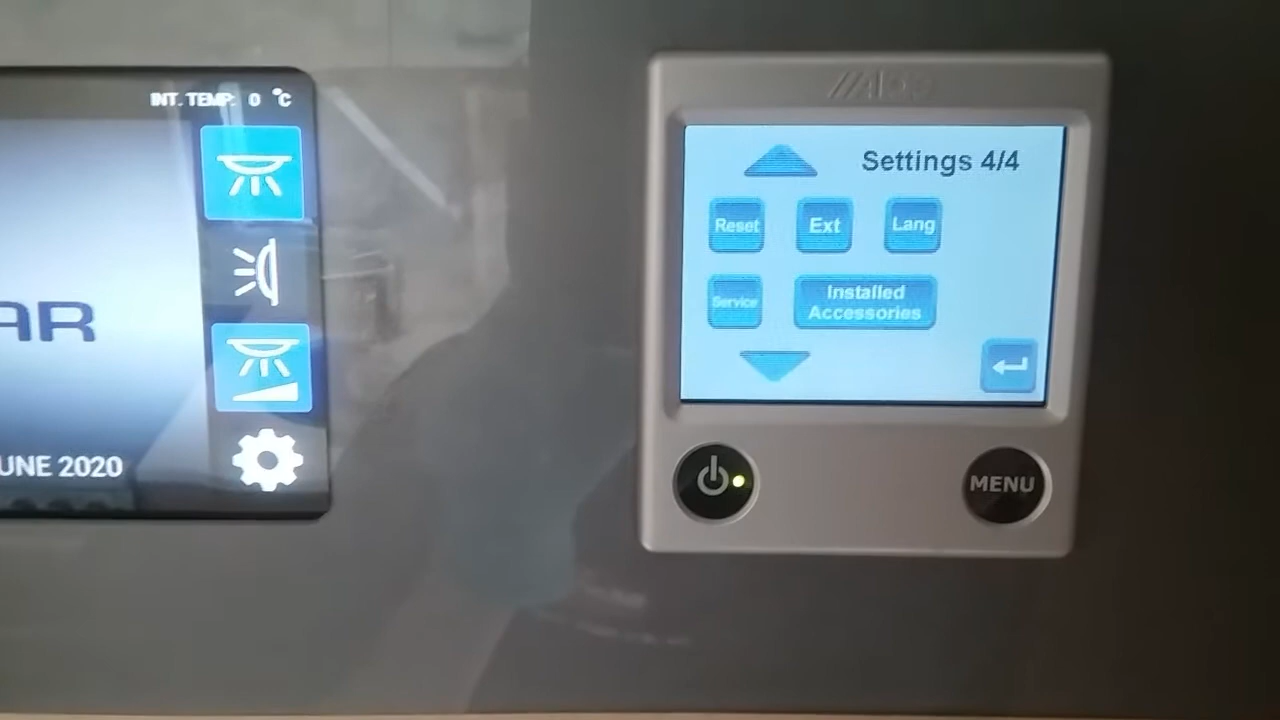 INT. TEMP: 0 °C
AR
UNE 2020
Settings 4/4
Reset
Ext
Lang
Service
Installed
Accessories
MENU